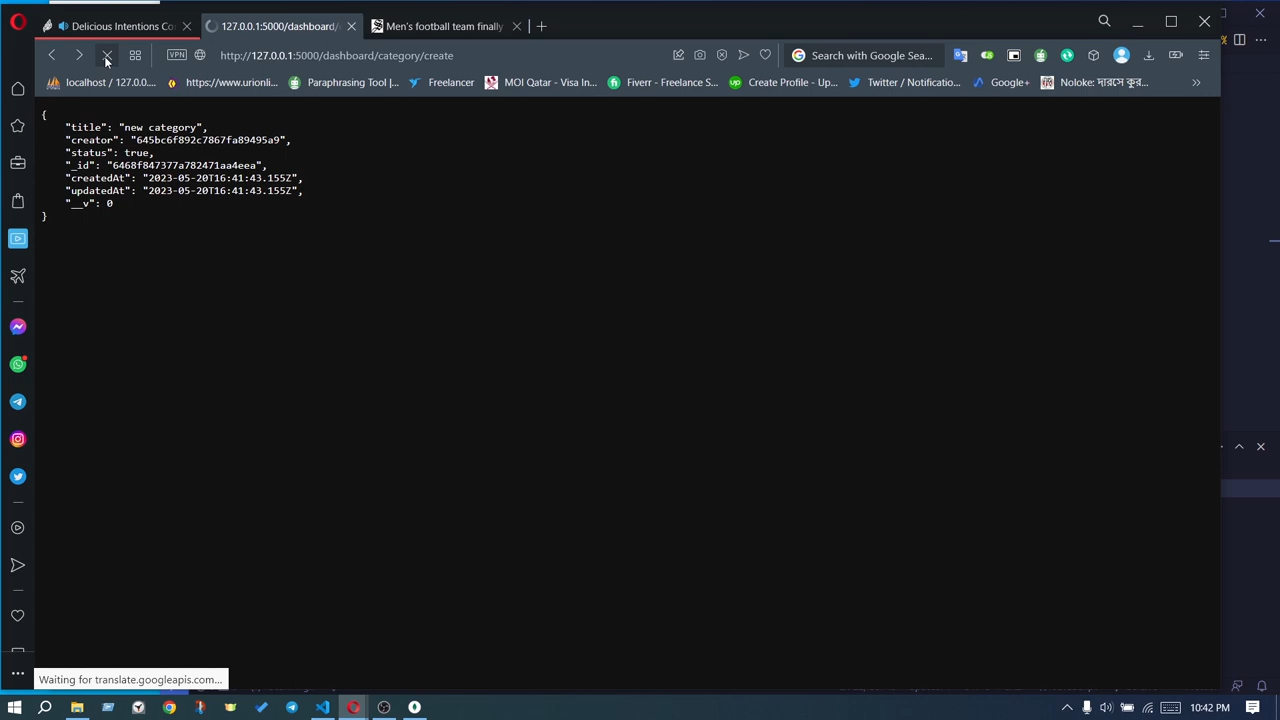 Delicious Intentions Co
127.0.0.1:5000/dashboard/
Men's football team finally
VPN
http://127.0.0.1:5000/dashboard/category/create
Search with Google Sea...
localhost / 127.0.0....
https://www.urionli...
Paraphrasing Tool |...
Freelancer
MOI Qatar - Visa In...
Fiverr - Freelance S...
up
Create Profile - Up...
Twitter / Notificatio...
Google+
Noloke: দারসে কুর...
{
"title": "new category",
"creator": "645bc6f892c7867fa89495a9",
"status": true,
"_id": "6468f847377a782471aa4eea",
"createdAt": "2023-05-20T16:41:43.155Z",
"updatedAt": "2023-05-20T16:41:43.155Z",
"__v": 0
}
Waiting for translate.googleapis.com...
10:42 PM